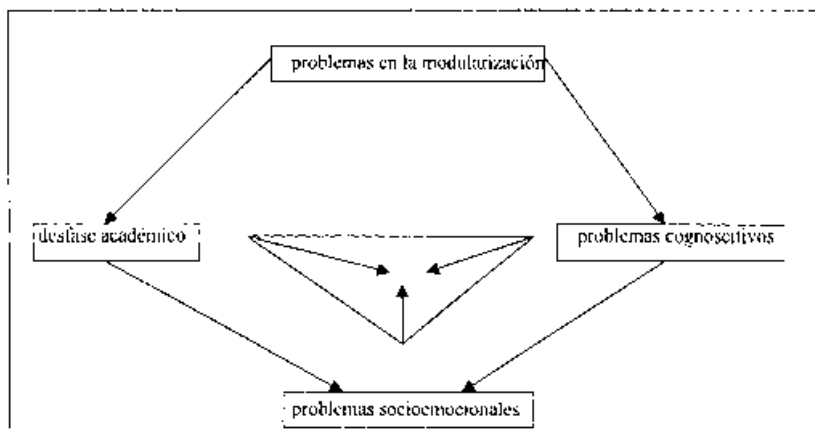 problemas en la modularización
desfase académico
problemas cognoscitivos
problemas socioemocionales